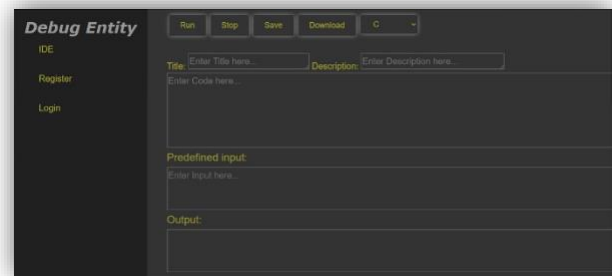 Debug Entity
IDE
Register
Login
Run Stop Save Download C
Title: Enter Title here... Description: Enter Description here...
Enter Code here...
Predefined input:
Enter Input here...
Output: